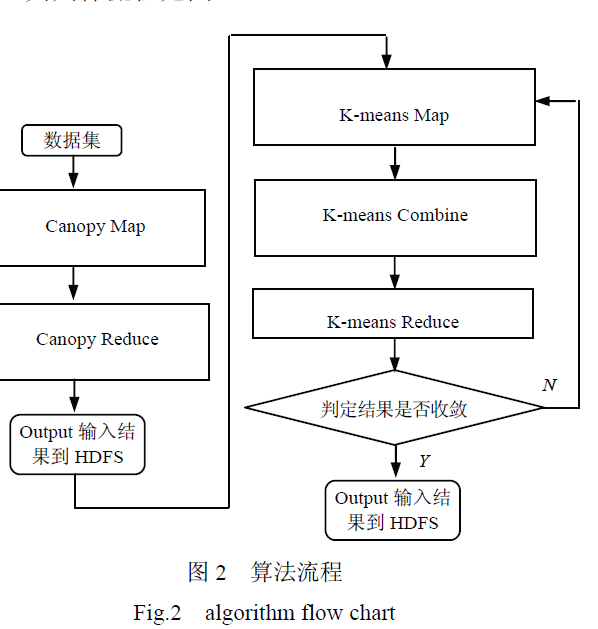 数据集
Canopy Map
Canopy Reduce
Output 输入结
果到 HDFS
K-means Map
K-means Combine
K-means Reduce
判定结果是否收敛
N
Y
Output 输入结
果到 HDFS
图 2 算法流程
Fig.2 algorithm flow chart